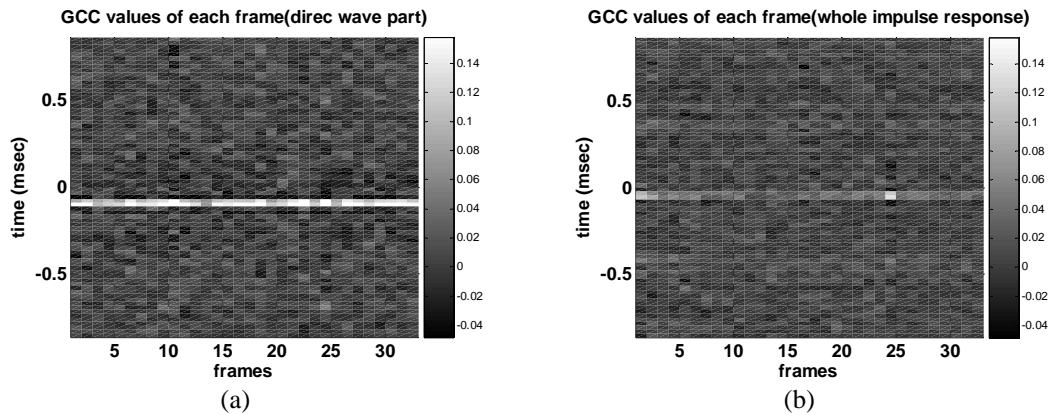 GCC values of each frame(direc wave part)
0.5
0
-0.5
time (msec)
5 10 15 20 25 30
frames
0.14
0.12
0.1
0.08
0.06
0.04
0.02
0
-0.02
-0.04
(a)
GCC values of each frame(whole impulse response)
0.5
0
-0.5
time (msec)
5 10 15 20 25 30
frames
0.14
0.12
0.1
0.08
0.06
0.04
0.02
0
-0.02
-0.04
(b)